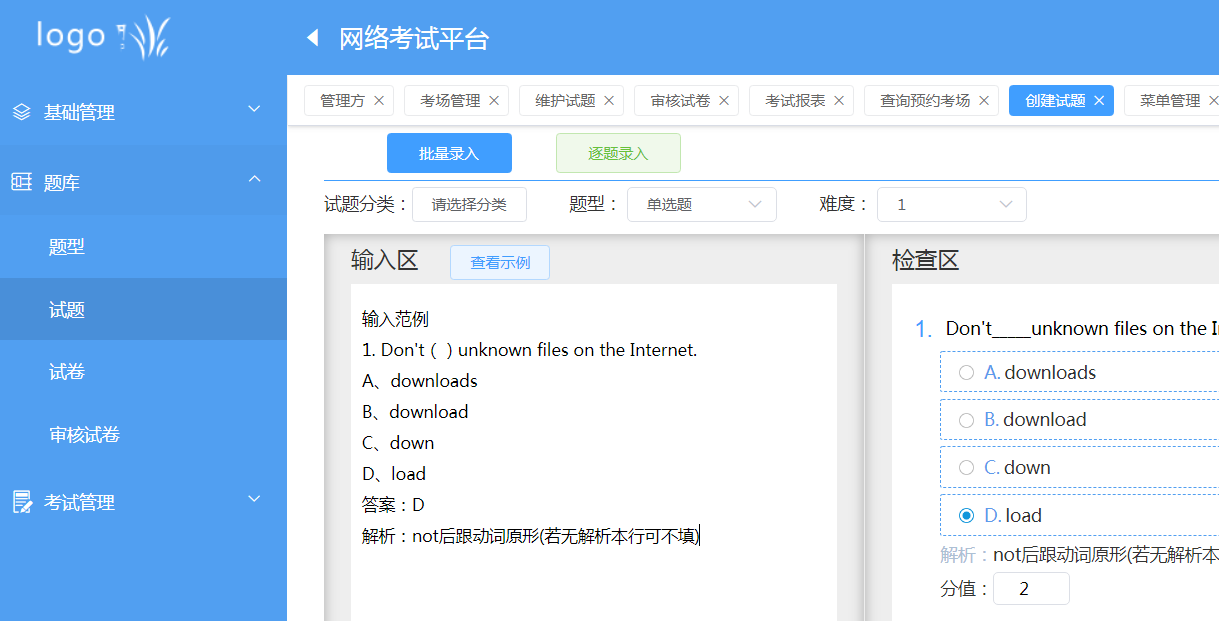 logo
网络考试平台
基础管理
题库
题型
试题
试卷
审核试卷
考试管理
管理方 × 考场管理 × 维护试题 × 审核试卷 × 考试报表 × 查询预约考场 × 创建试题 × 菜单管理 ×
批量录入 逐题录入
试题分类： 请选择分类 题型： 单选题 难度： 1
输入区 查看示例
输入范例
1. Don't ( ) unknown files on the Internet.
A、downloads
B、download
C、down
D、load
答案：D
解析：not后跟动词原形(若无解析本行可不填)
检查区
1. Don't_____unknown files on the I
A. downloads
B. download
C. down
D. load
解析：not后跟动词原形(若无解析本
分值： 2